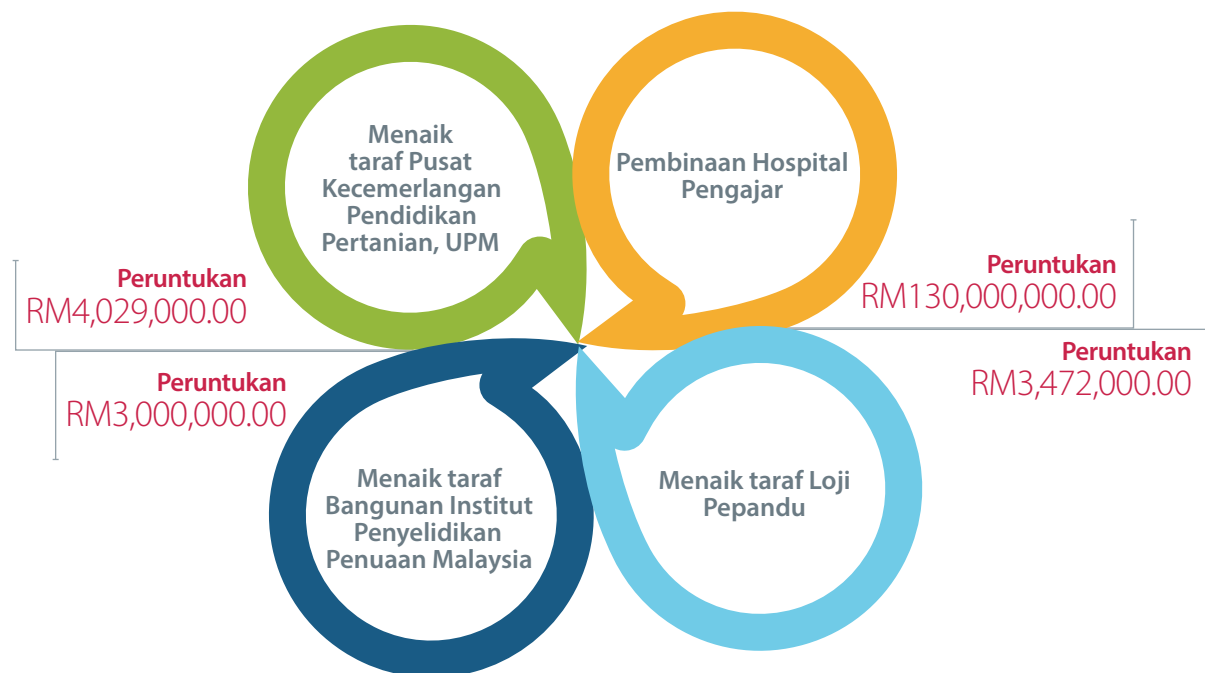 Menaik
taraf Pusat
Kecemerlangan
Pendidikan
Pertanian, UPM
Peruntukan
RM4,029,000.00
Pembinaan Hospital
Pengajar
Peruntukan
RM130,000,000.00
Menaik taraf
Bangunan Institut
Penyelidikan
Penuaan Malaysia
Peruntukan
RM3,000,000.00
Menaik taraf Loji
Pepandu
Peruntukan
RM3,472,000.00